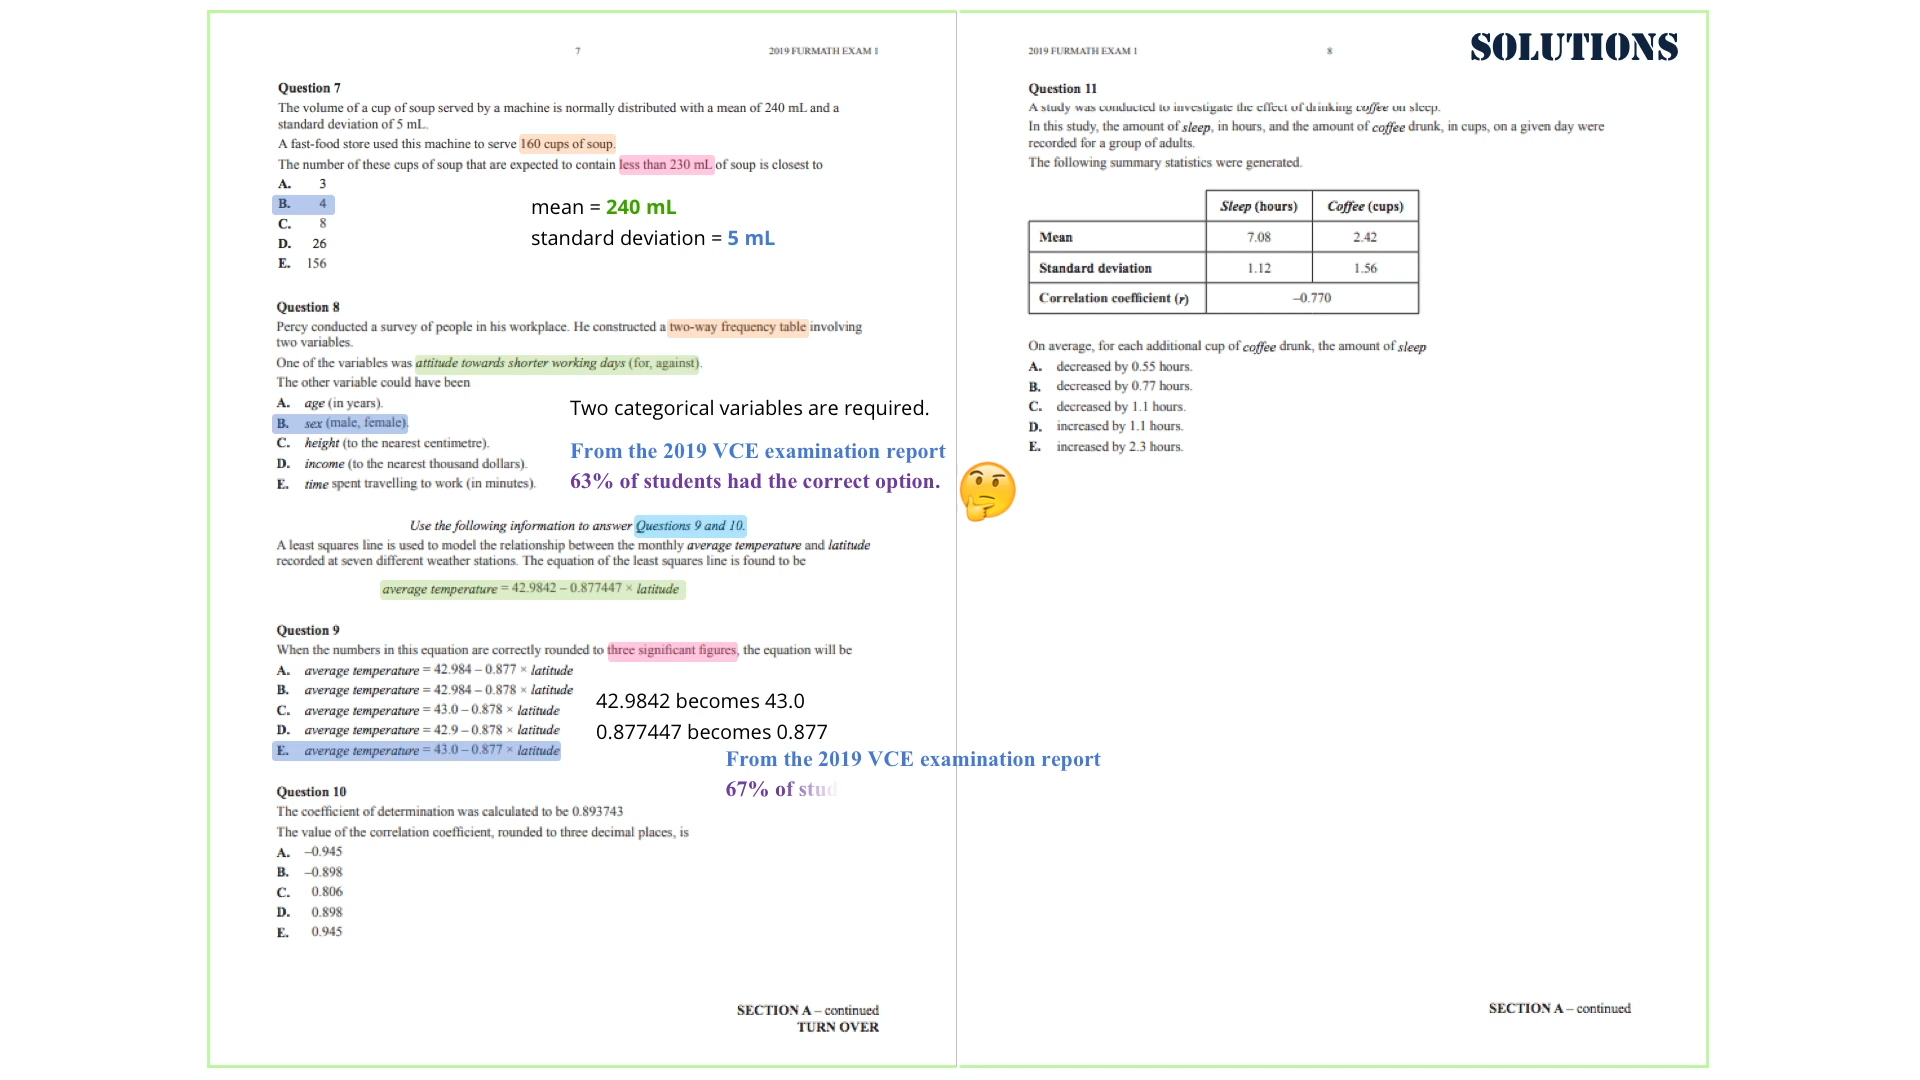 7 2019 FURMATH EXAM 1
Question 7
The volume of a cup of soup served by a machine is normally distributed with a mean of 240 mL and a
standard deviation of 5 mL.
A fast-food store used this machine to serve 160 cups of soup.
The number of these cups of soup that are expected to contain less than 230 mL of soup is closest to
A. 3
B. 4
C. 8
D. 26
E. 156
mean = 240 mL
standard deviation = 5 mL
Question 8
Percy conducted a survey of people in his workplace. He constructed a two-way frequency table involving
two variables.
One of the variables was attitude towards shorter working days (for, against).
The other variable could have been
A. age (in years).
B. sex (male, female).
C. height (to the nearest centimetre).
D. income (to the nearest thousand dollars).
E. time spent travelling to work (in minutes).
Two categorical variables are required.
From the 2019 VCE examination report
63% of students had the correct option.
Use the following information to answer Questions 9 and 10.
A least squares line is used to model the relationship between the monthly average temperature and latitude
recorded at seven different weather stations. The equation of the least squares line is found to be
average temperature = 42.9842 – 0.877447 × latitude
Question 9
When the numbers in this equation are correctly rounded to three significant figures, the equation will be
A. average temperature = 42.984 – 0.877 × latitude
B. average temperature = 42.984 – 0.878 × latitude
C. average temperature = 43.0 – 0.878 × latitude
D. average temperature = 42.9 – 0.878 × latitude
E. average temperature = 43.0 – 0.877 × latitude
42.9842 becomes 43.0
0.877447 becomes 0.877
From the 2019 VCE examination report
67% of stud
Question 10
The coefficient of determination was calculated to be 0.893743
The value of the correlation coefficient, rounded to three decimal places, is
A. –0.945
B. –0.898
C. 0.806
D. 0.898
E. 0.945
SECTION A – continued
TURN OVER
2019 FURMATH EXAM 1 8
SOLUTIONS
Question 11
A study was conducted to investigate the effect of drinking coffee on sleep.
In this study, the amount of sleep, in hours, and the amount of coffee drunk, in cups, on a given day were
recorded for a group of adults.
The following summary statistics were generated.
Sleep (hours) Coffee (cups)
Mean 7.08 2.42
Standard deviation 1.12 1.56
Correlation coefficient (r) –0.770
On average, for each additional cup of coffee drunk, the amount of sleep
A. decreased by 0.55 hours.
B. decreased by 0.77 hours.
C. decreased by 1.1 hours.
D. increased by 1.1 hours.
E. increased by 2.3 hours.
SECTION A – continued